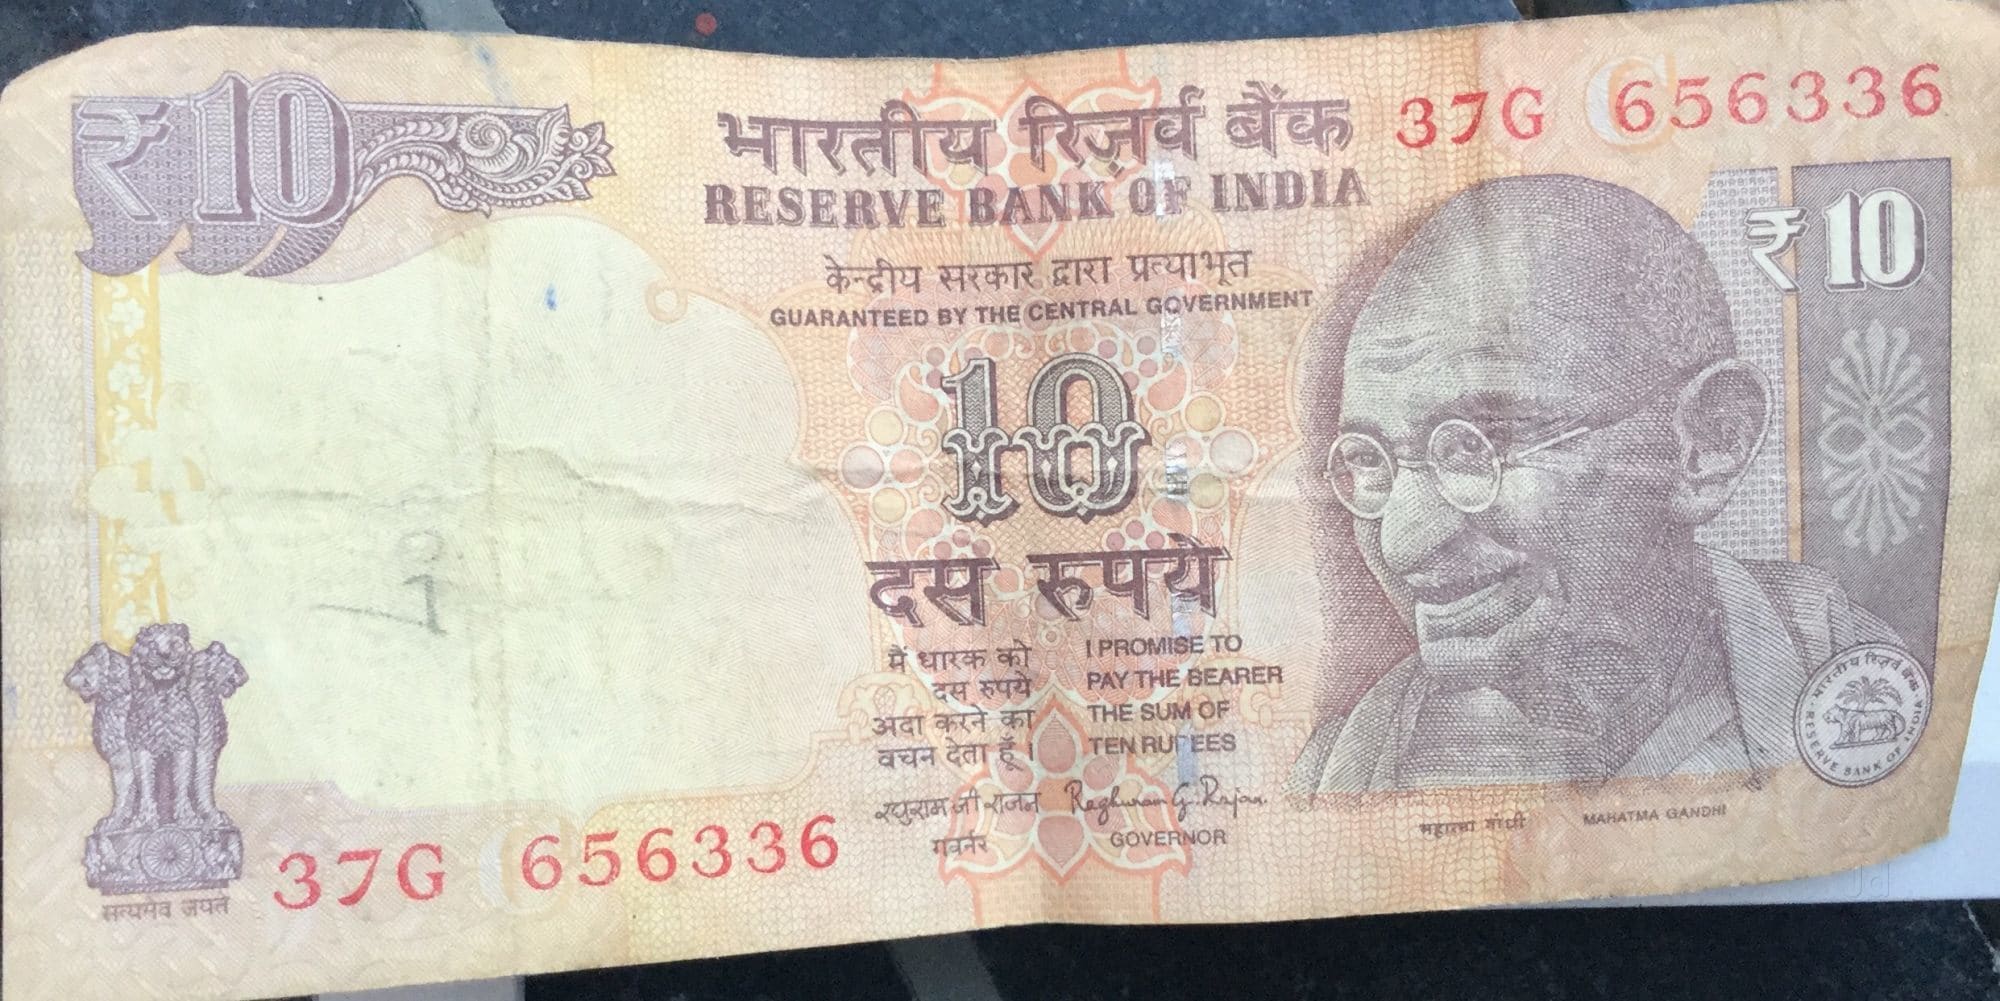 ₹10
भारतीय रिज़र्व बैंक
37G 656336
RESERVE BANK OF INDIA
₹10
केन्द्रीय सरकार द्वारा प्रत्याभूत
GUARANTEED BY THE CENTRAL GOVERNMENT
10
दस रुपये
मैं धारक को
दस रुपये
अदा करने का
वचन देता हूँ।
I PROMISE TO
PAY THE BEARER
THE SUM OF
TEN RUPEES
रघुराम जी राजन
Raghuram G. Rajan
गवर्नर
GOVERNOR
भारतीय रिज़र्व बैंक
RESERVE BANK OF INDIA
महात्मा गांधी
MAHATMA GANDHI
सत्यमेव जयते
37G 656336